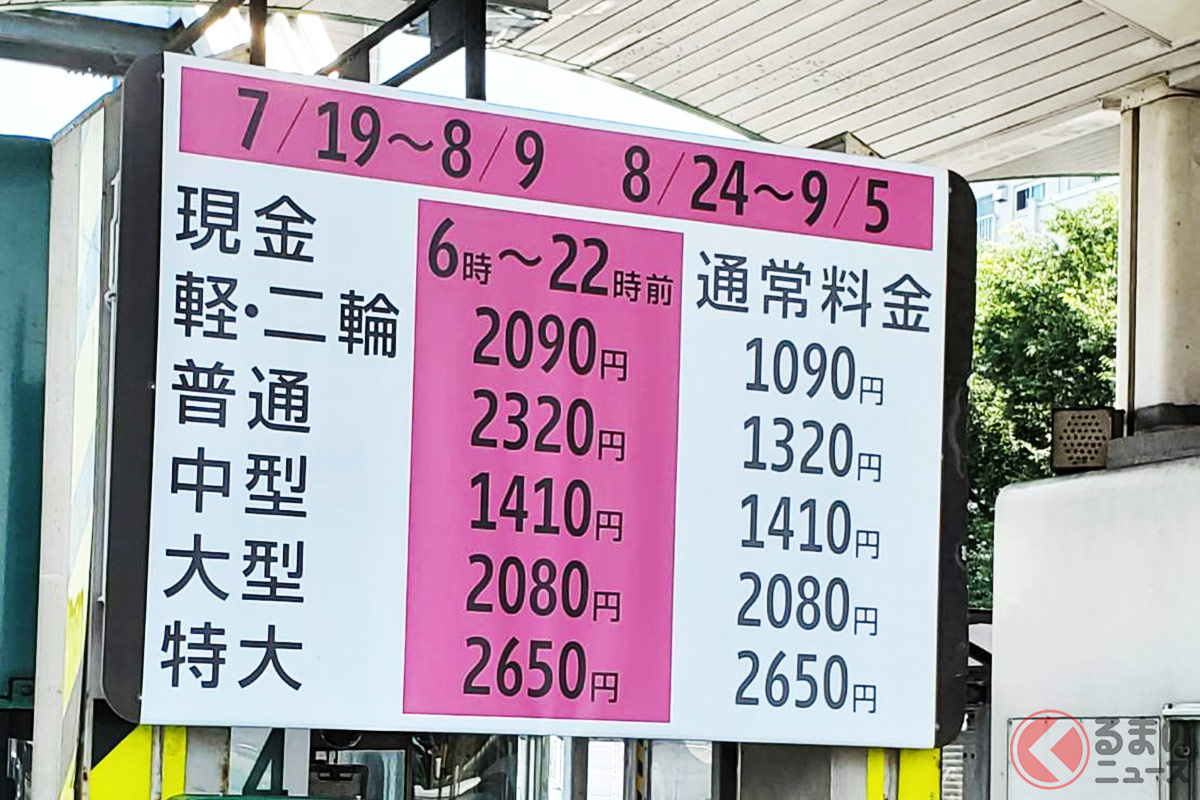 7/19～8/9 8/24～9/5
現金 6時～22時前 通常料金
軽・二輪 2090円 1090円
普通 2320円 1320円
中型 1410円 1410円
大型 2080円 2080円
特大 2650円 2650円
4
くるまの
ニュース